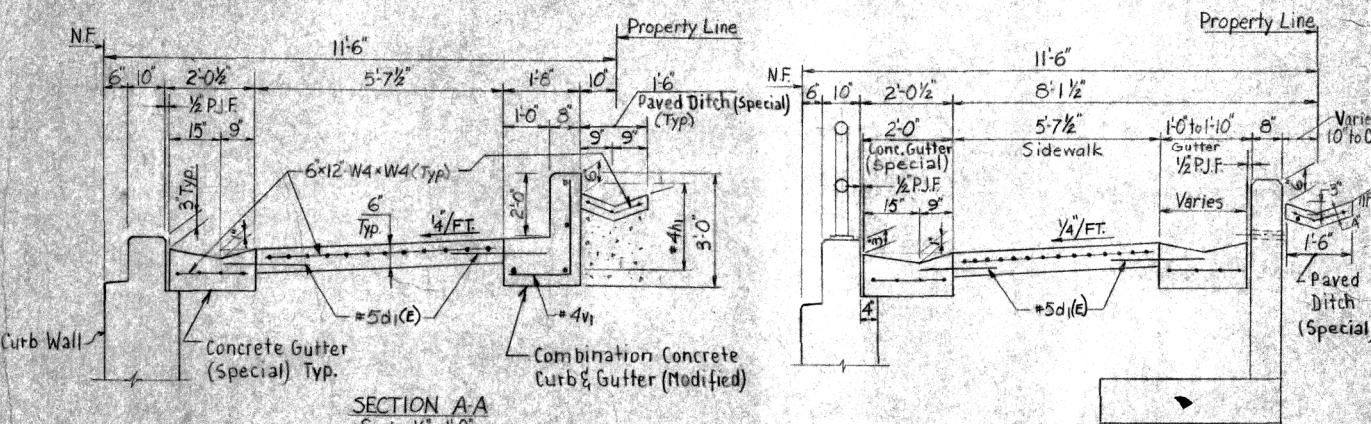 N.F.
Property Line
11'-6"
6"
10"
2'-0½"
5'-7½"
1'-8"
10"
1'-6"
Paved Ditch (Special)
(Typ)
½ P.J.F.
15"
9"
1'-0"
8"
9"
9"
6×12-W4×W4 (Typ)
3" Typ.
6"
Typ.
¼"/FT.
2'-0"
6"
#4h₁
3'-0"
#5d₁(E)
#4v₁
Curb Wall
Concrete Gutter
(Special) Typ.
Combination Concrete
Curb & Gutter (Modified)
SECTION A-A
Property Line
11'-6"
N.F.
6"
10"
2'-0½"
8'-1½"
2'-0"
5'-7½"
1'-0" to 1'-10"
8"
Conc. Gutter
(Special)
Sidewalk
Gutter
½" P.J.F.
½ P.J.F.
15"
9"
Varies
6"
3"
3"
¼/FT.
1'-6"
4"
#5d₁(E)
Paved
Ditch
(Special)